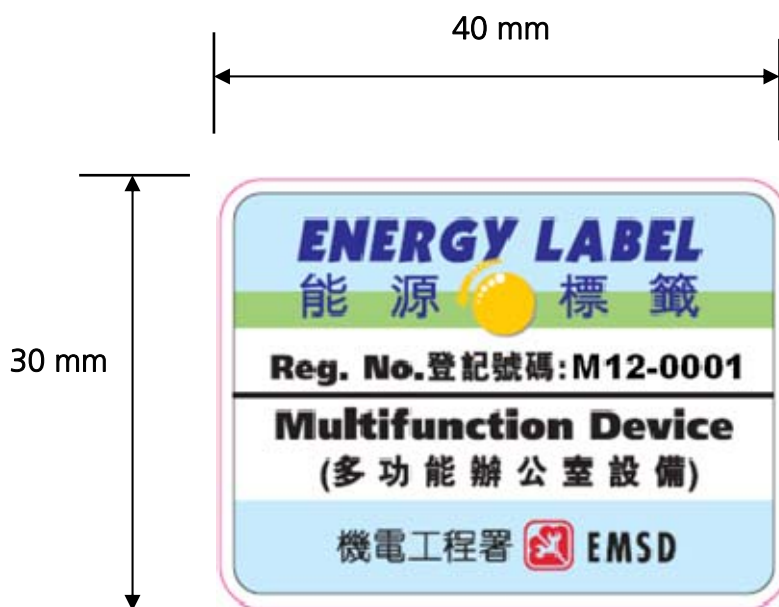 40 mm
30 mm
ENERGY LABEL
能源標籤
Reg. No.登記號碼:M12-0001
Multifunction Device
(多功能辦公室設備)
機電工程署 EMSD